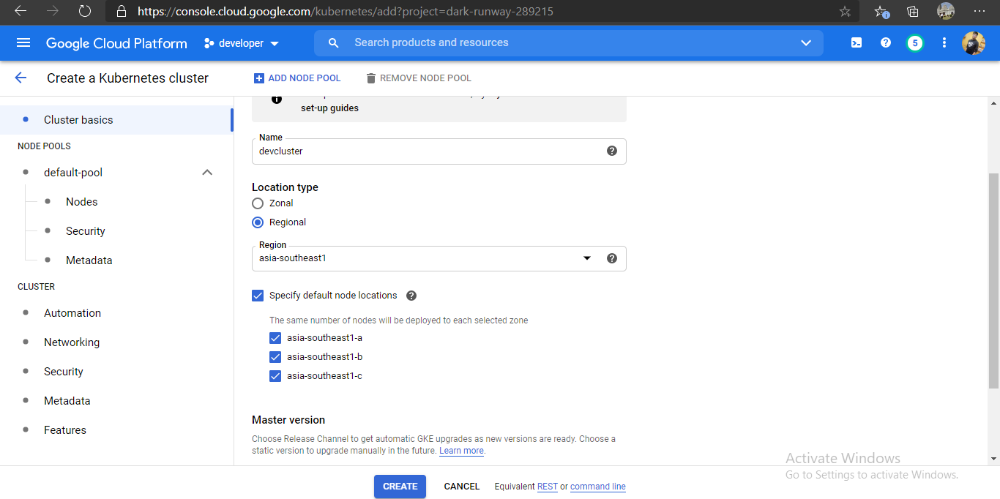 https://console.cloud.google.com/kubernetes/add?project=dark-runway-289215
Google Cloud Platform
developer
Search products and resources
5
Create a Kubernetes cluster
ADD NODE POOL
REMOVE NODE POOL
set-up guides
Cluster basics
NODE POOLS
default-pool
Nodes
Security
Metadata
CLUSTER
Automation
Networking
Security
Metadata
Features
Name
devcluster
Location type
Zonal
Regional
Region
asia-southeast1
Specify default node locations
The same number of nodes will be deployed to each selected zone
asia-southeast1-a
asia-southeast1-b
asia-southeast1-c
Master version
Choose Release Channel to get automatic GKE upgrades as new versions are ready. Choose a
static version to upgrade manually in the future. Learn more.
Activate Windows
Go to Settings to activate Windows.
CREATE
CANCEL
Equivalent REST or command line